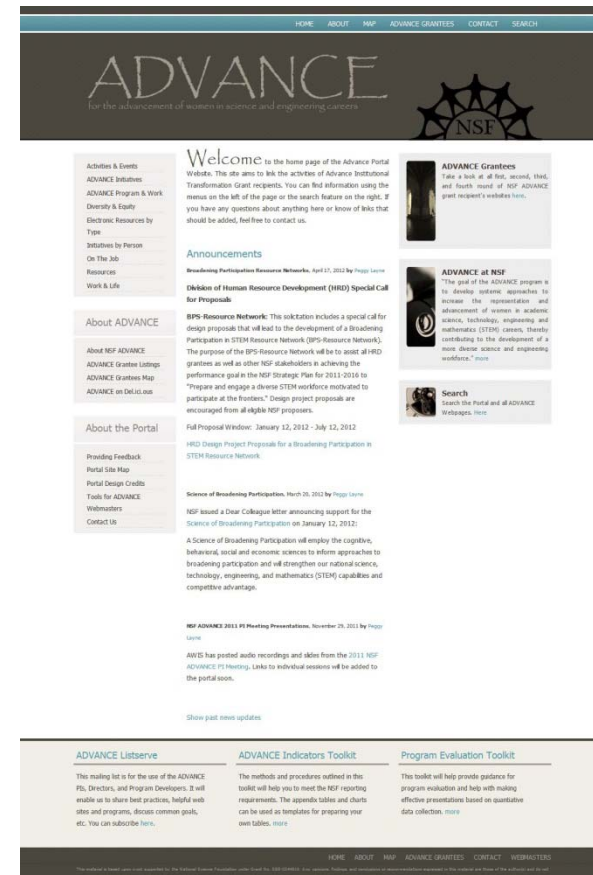 HOME ABOUT MAP ADVANCE GRANTEES CONTACT SEARCH
ADVANCE
for the advancement of women in science and engineering careers
NSF
Activities & Events
ADVANCE Initiatives
ADVANCE Program & Work
Diversity & Equity
Electronic Resources by
Type
Initiatives by Person
On The Job
Resources
Work & Life
About ADVANCE
About NSF ADVANCE
ADVANCE Grantee Listings
ADVANCE Grantees Map
ADVANCE on DeLicLous
About the Portal
Providing Feedback
Portal Site Map
Portal Design Credits
Tools for ADVANCE
Webmasters
Contact Us
Welcome to the home page of the Advance Portal
Website. This site aims to link the activities of Advance Institutional
Transformation Grant recipients. You can find information using the
menus on the left of the page or the search feature on the right. If
you have any questions about anything here or know of links that
should be added, feel free to contact us.
Announcements
Broadening Participation Resource Networks, April 17, 2012 by Peggy Layne
Division of Human Resource Development (HRD) Special Call
for Proposals
BPS-Resource Network: This solicitation includes a special call for
design proposals that will lead to the development of a Broadening
Participation in STEM Resource Network (BPS-Resource Network).
The purpose of the BPS-Resource Network will be to assist all HRD
grantees as well as other NSF stakeholders in achieving the
performance goal in the NSF Strategic Plan for 2011-2016 to
"Prepare and engage a diverse STEM workforce motivated to
participate at the frontiers." Design project proposals are
encouraged from all eligible NSF proposers.
Full Proposal Window: January 12, 2012 - July 12, 2012
HRD Design Project Proposals for a Broadening Participation in
STEM Resource Network
Science of Broadening Participation, March 20, 2012 by Peggy Layne
NSF issued a Dear Colleague letter announcing support for the
Science of Broadening Participation on January 12, 2012:
A Science of Broadening Participation will employ the cognitive,
behavioral, social and economic sciences to inform approaches to
broadening participation and will strengthen our national science,
technology, engineering, and mathematics (STEM) capabilities and
competitive advantage.
NSF ADVANCE 2011 PI Meeting Presentations, November 29, 2011 by Peggy
Layne
AWIS has posted audio recordings and slides from the 2011 NSF
ADVANCE PI Meeting. Links to individual sessions will be added to
the portal soon.
Show past news updates
ADVANCE Grantees
Take a look at all first, second, third,
and fourth round of NSF ADVANCE
grant recipient's websites here.
ADVANCE at NSF
"The goal of the ADVANCE program is
to develop systemic approaches to
increase the representation and
advancement of women in academic
science, technology, engineering and
mathematics (STEM) careers, thereby
contributing to the development of a
more diverse science and engineering
workforce." more
Search
Search the Portal and all ADVANCE
Webpages. Here
ADVANCE Listserve
This mailing list is for the use of the ADVANCE
PIs, Directors, and Program Developers. It will
enable us to share best practices, helpful web
sites and programs, discuss common goals,
etc. You can subscribe here.
ADVANCE Indicators Toolkit
The methods and procedures outlined in this
toolkit will help you to meet the NSF reporting
requirements. The appendix tables and charts
can be used as templates for preparing your
own tables. more
Program Evaluation Toolkit
This toolkit will help provide guidance for
program evaluation and help with making
effective presentations based on quantiative
data collection. more
HOME ABOUT MAP ADVANCE GRANTEES CONTACT WEBMASTERS